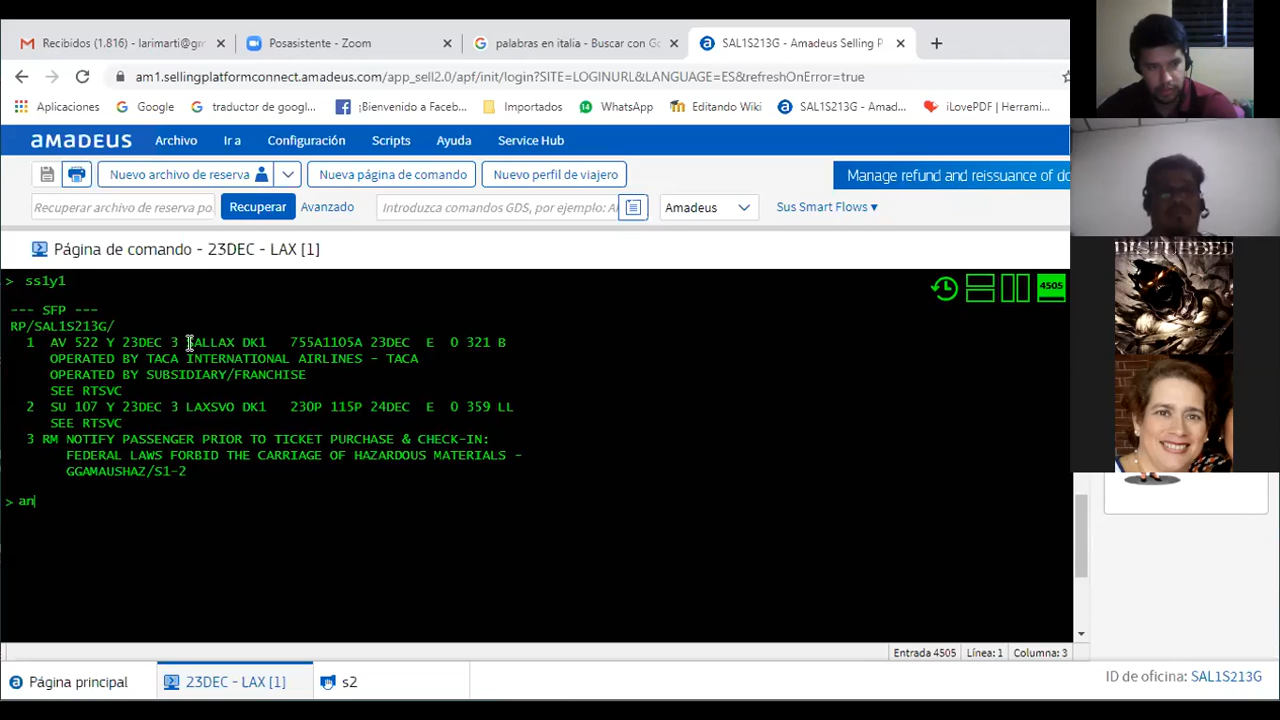 Recibidos (1.816) - larimarti@gm
Posasistente - Zoom
palabras en italia - Buscar con Go
SAL1S213G - Amadeus Selling P
am1.sellingplatformconnect.amadeus.com/app_sell2.0/apf/init/login?SITE=LOGINURL&LANGUAGE=ES&refreshOnError=true
Aplicaciones
Google
traductor de googl...
¡Bienvenido a Faceb...
Importados
14
WhatsApp
Editando Wiki
SAL1S213G - Amad...
iLovePDF | Herrami...
amadeus
Archivo
Ir a
Configuración
Scripts
Ayuda
Service Hub
Nuevo archivo de reserva
Nueva página de comando
Nuevo perfil de viajero
Manage refund and reissuance of do
Recuperar archivo de reserva po
Recuperar
Avanzado
Introduzca comandos GDS, por ejemplo: A
Amadeus
Sus Smart Flows
Página de comando - 23DEC - LAX [1]
> ss1y1
4505
--- SFP ---
RP/SAL1S213G/
1 AV 522 Y 23DEC 3 SALLAX DK1 755A1105A 23DEC E 0 321 B
OPERATED BY TACA INTERNATIONAL AIRLINES - TACA
OPERATED BY SUBSIDIARY/FRANCHISE
SEE RTSVC
2 SU 107 Y 23DEC 3 LAXSVO DK1 230P 115P 24DEC E 0 359 LL
SEE RTSVC
3 RM NOTIFY PASSENGER PRIOR TO TICKET PURCHASE & CHECK-IN:
FEDERAL LAWS FORBID THE CARRIAGE OF HAZARDOUS MATERIALS -
GGAMAUSHAZ/S1-2
> an
Entrada 4505
Línea: 1
Columna: 3
Página principal
23DEC - LAX [1]
s2
ID de oficina: SAL1S213G
DISTURBED